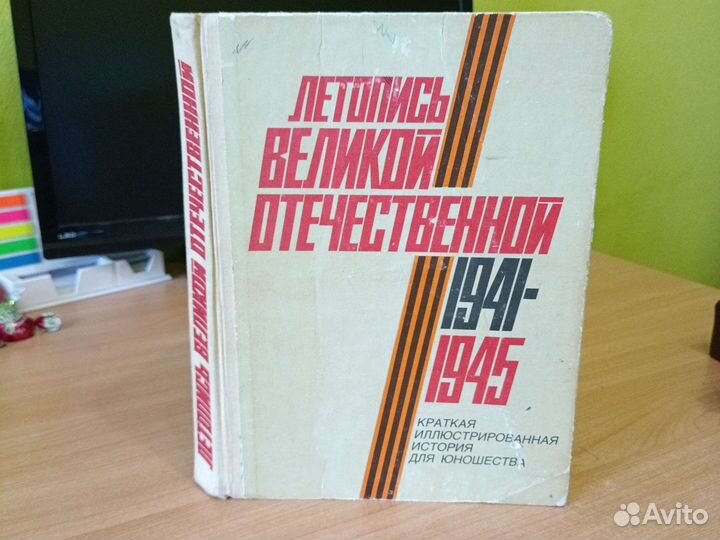 ЛЕТОПИСЬ ВЕЛИКОЙ ОТЕЧЕСТВЕННОЙ
ЛЕТОПИСЬ
ВЕЛИКОЙ
ОТЕЧЕСТВЕННОЙ
1941-
1945
КРАТКАЯ
ИЛЛЮСТРИРОВАННАЯ
ИСТОРИЯ
ДЛЯ ЮНОШЕСТВА
Avito